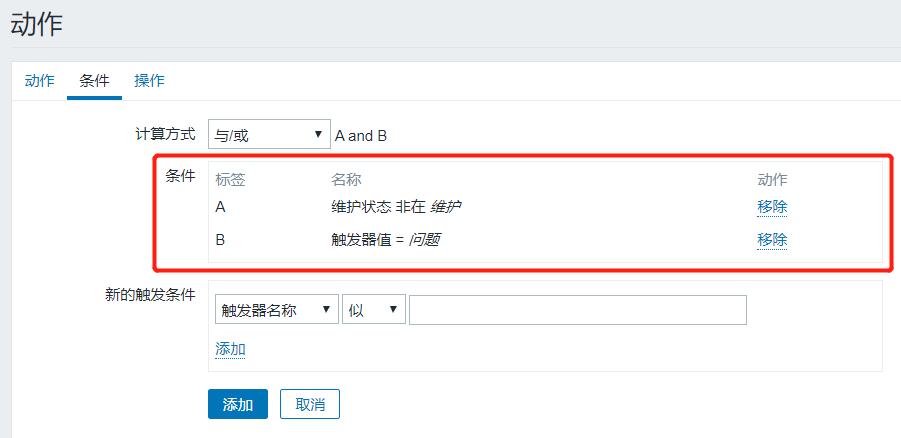 动作
动作 条件 操作
计算方式 与/或 A and B
条件 标签 名称 动作
A 维护状态 非在 维护 移除
B 触发器值 = 问题 移除
新的触发条件 触发器名称 似
添加
添加 取消